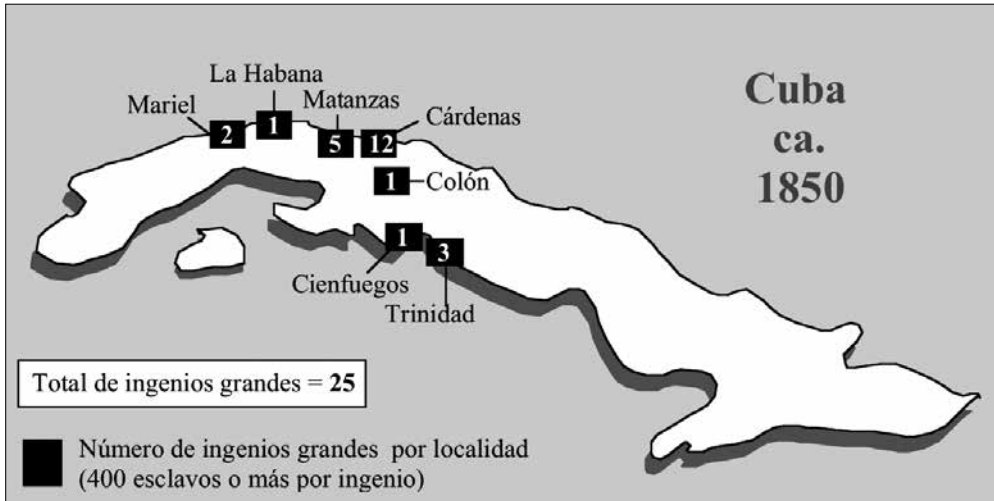 La Habana
Mariel
Matanzas
Cárdenas
2
1
5
12
1
Colón
1
3
Cienfuegos
Trinidad
Cuba
ca.
1850
Total de ingenios grandes = 25
Número de ingenios grandes por localidad
(400 esclavos o más por ingenio)